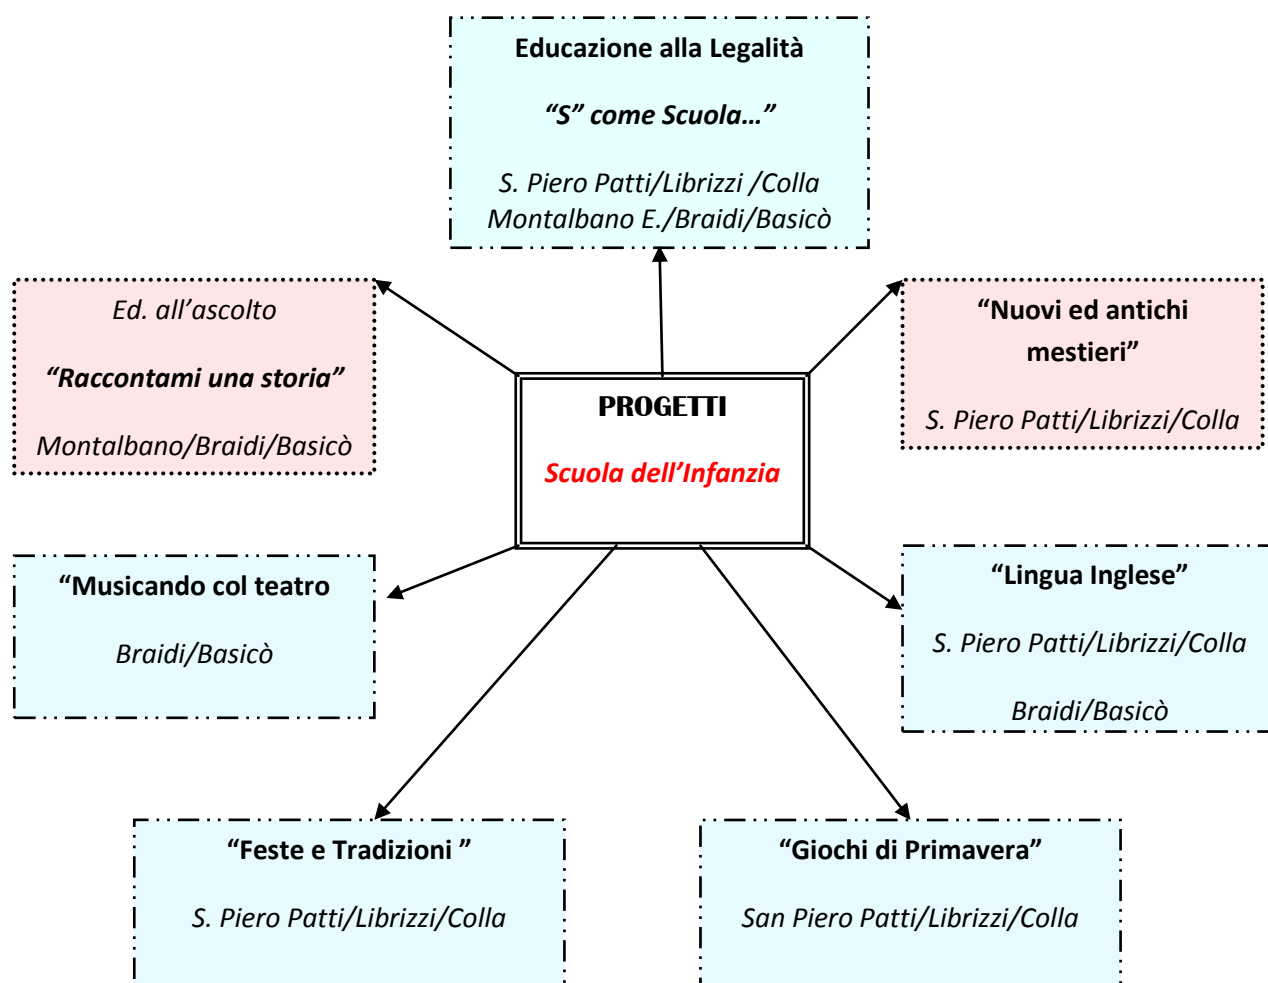 Educazione alla Legalità
“S” come Scuola…”
S. Piero Patti/Librizzi /Colla
Montalbano E./Braidi/Basicò
Ed. all’ascolto
“Raccontami una storia”
Montalbano/Braidi/Basicò
“Nuovi ed antichi
mestieri”
S. Piero Patti/Librizzi/Colla
PROGETTI
Scuola dell’Infanzia
“Musicando col teatro
Braidi/Basicò
“Lingua Inglese”
S. Piero Patti/Librizzi/Colla
Braidi/Basicò
“Feste e Tradizioni ”
S. Piero Patti/Librizzi/Colla
“Giochi di Primavera”
San Piero Patti/Librizzi/Colla